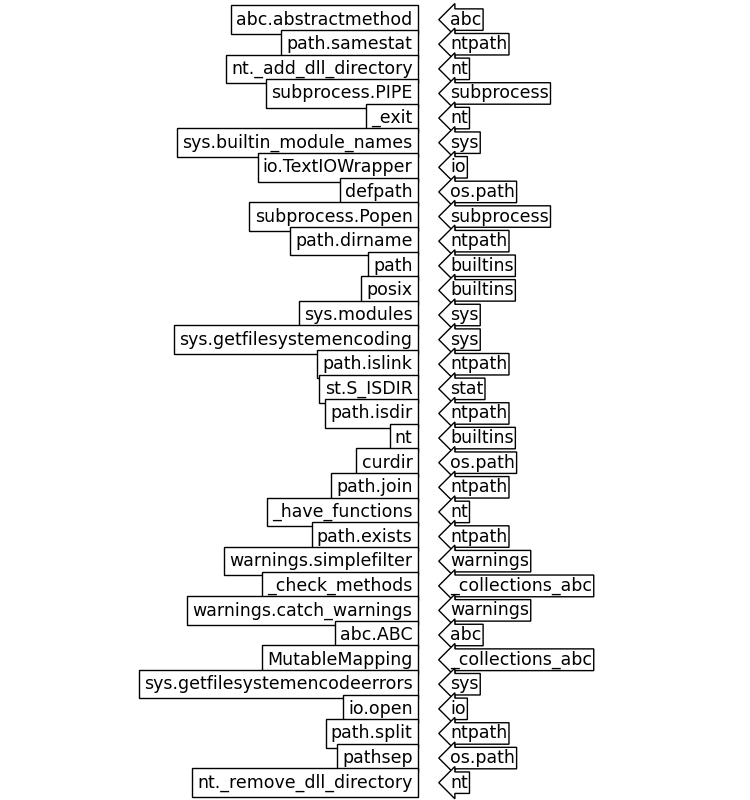 abc.abstractmethod abc
path.samestat ntpath
nt._add_dll_directory nt
subprocess.PIPE subprocess
_exit nt
sys.builtin_module_names sys
io.TextIOWrapper io
defpath os.path
subprocess.Popen subprocess
path.dirname ntpath
path builtins
posix builtins
sys.modules sys
sys.getfilesystemencoding sys
path.islink ntpath
st.S_ISDIR stat
path.isdir ntpath
nt builtins
curdir os.path
path.join ntpath
_have_functions nt
path.exists ntpath
warnings.simplefilter warnings
_check_methods _collections_abc
warnings.catch_warnings warnings
abc.ABC abc
MutableMapping _collections_abc
sys.getfilesystemencodeerrors sys
io.open io
path.split ntpath
pathsep os.path
nt._remove_dll_directory nt